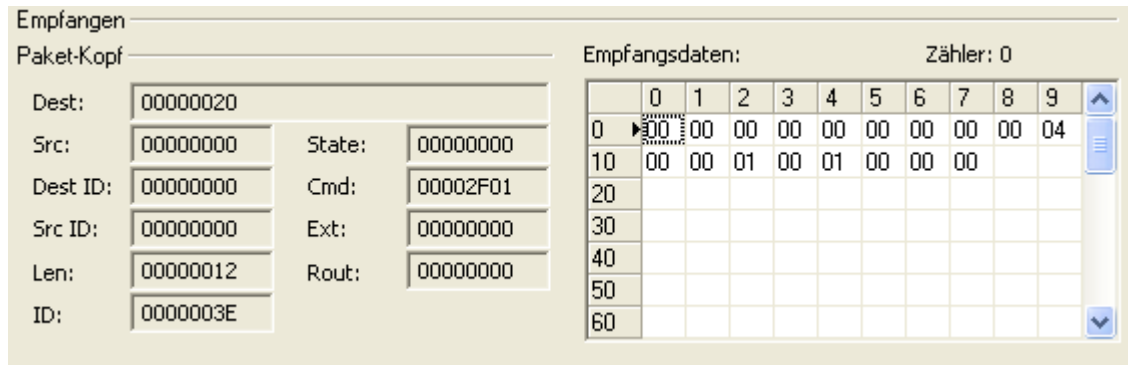 Empfangen
Paket-Kopf
Dest: 00000020
Src: 00000000 State: 00000000
Dest ID: 00000000 Cmd: 00002F01
Src ID: 00000000 Ext: 00000000
Len: 00000012 Rout: 00000000
ID: 0000003E
Empfangsdaten: Zähler: 0
0 1 2 3 4 5 6 7 8 9
0 00 00 00 00 00 00 00 00 00 04
10 00 00 01 00 01 00 00 00
20
30
40
50
60